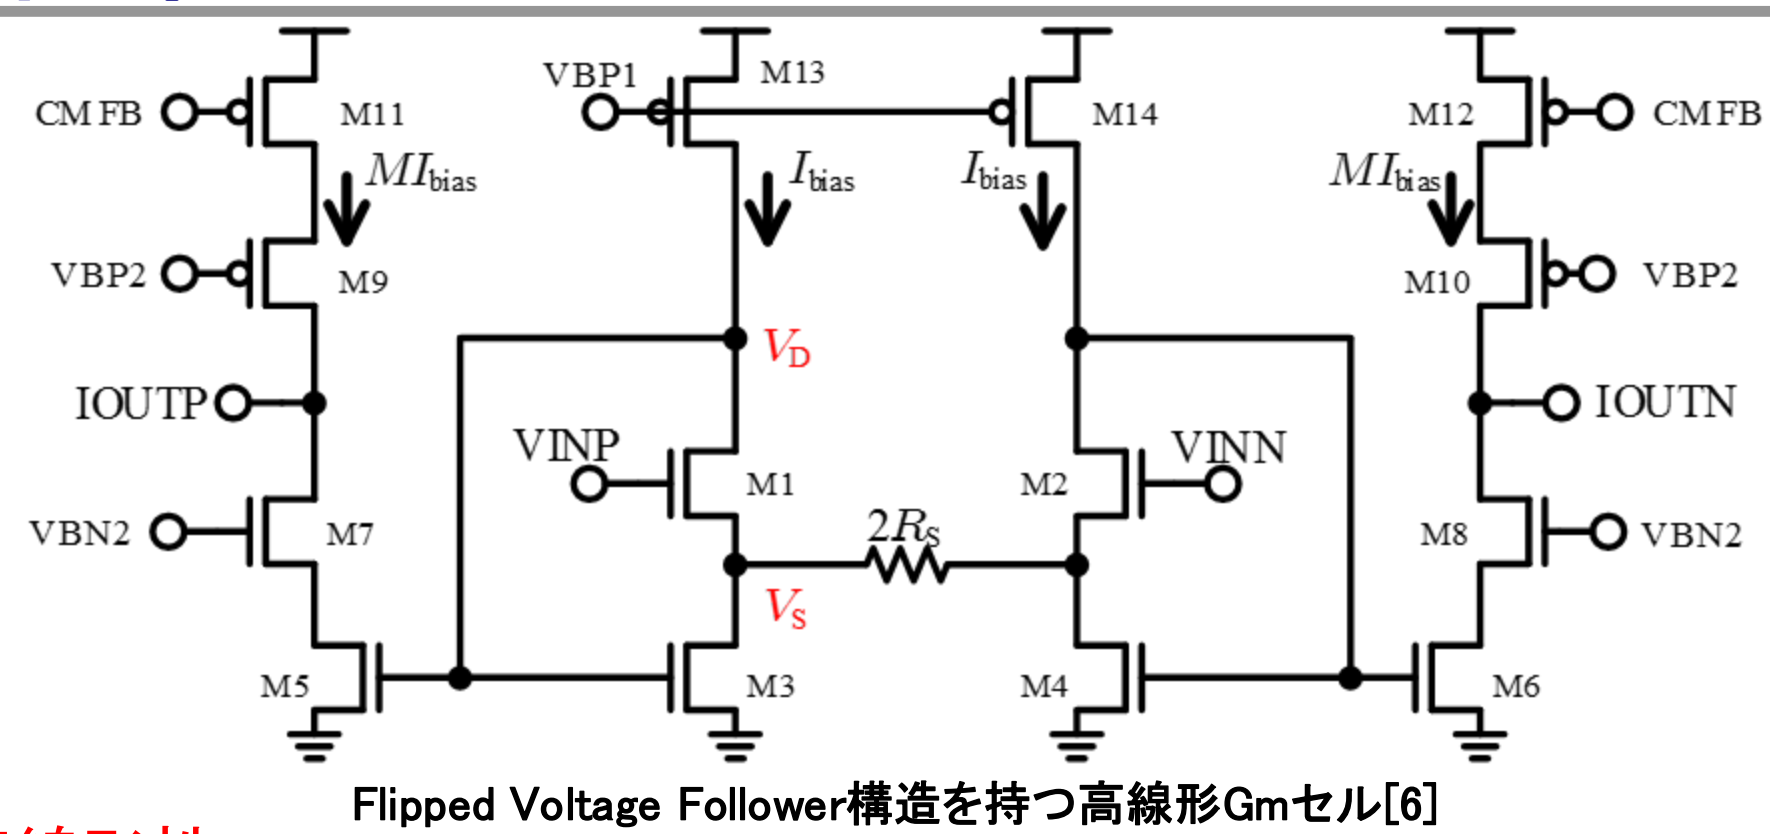 M13
VBP1
CMFB
M11
M14
M12
CMFB
MIbias
Ibias
Ibias
MIbias
VBP2
M9
M10
VBP2
VD
IOUTP
IOUTN
VINP
VINN
M1
M2
VBN2
M7
2RS
M8
VBN2
VS
M5
M3
M4
M6
Flipped Voltage Follower構造を持つ高線形Gmセル[6]